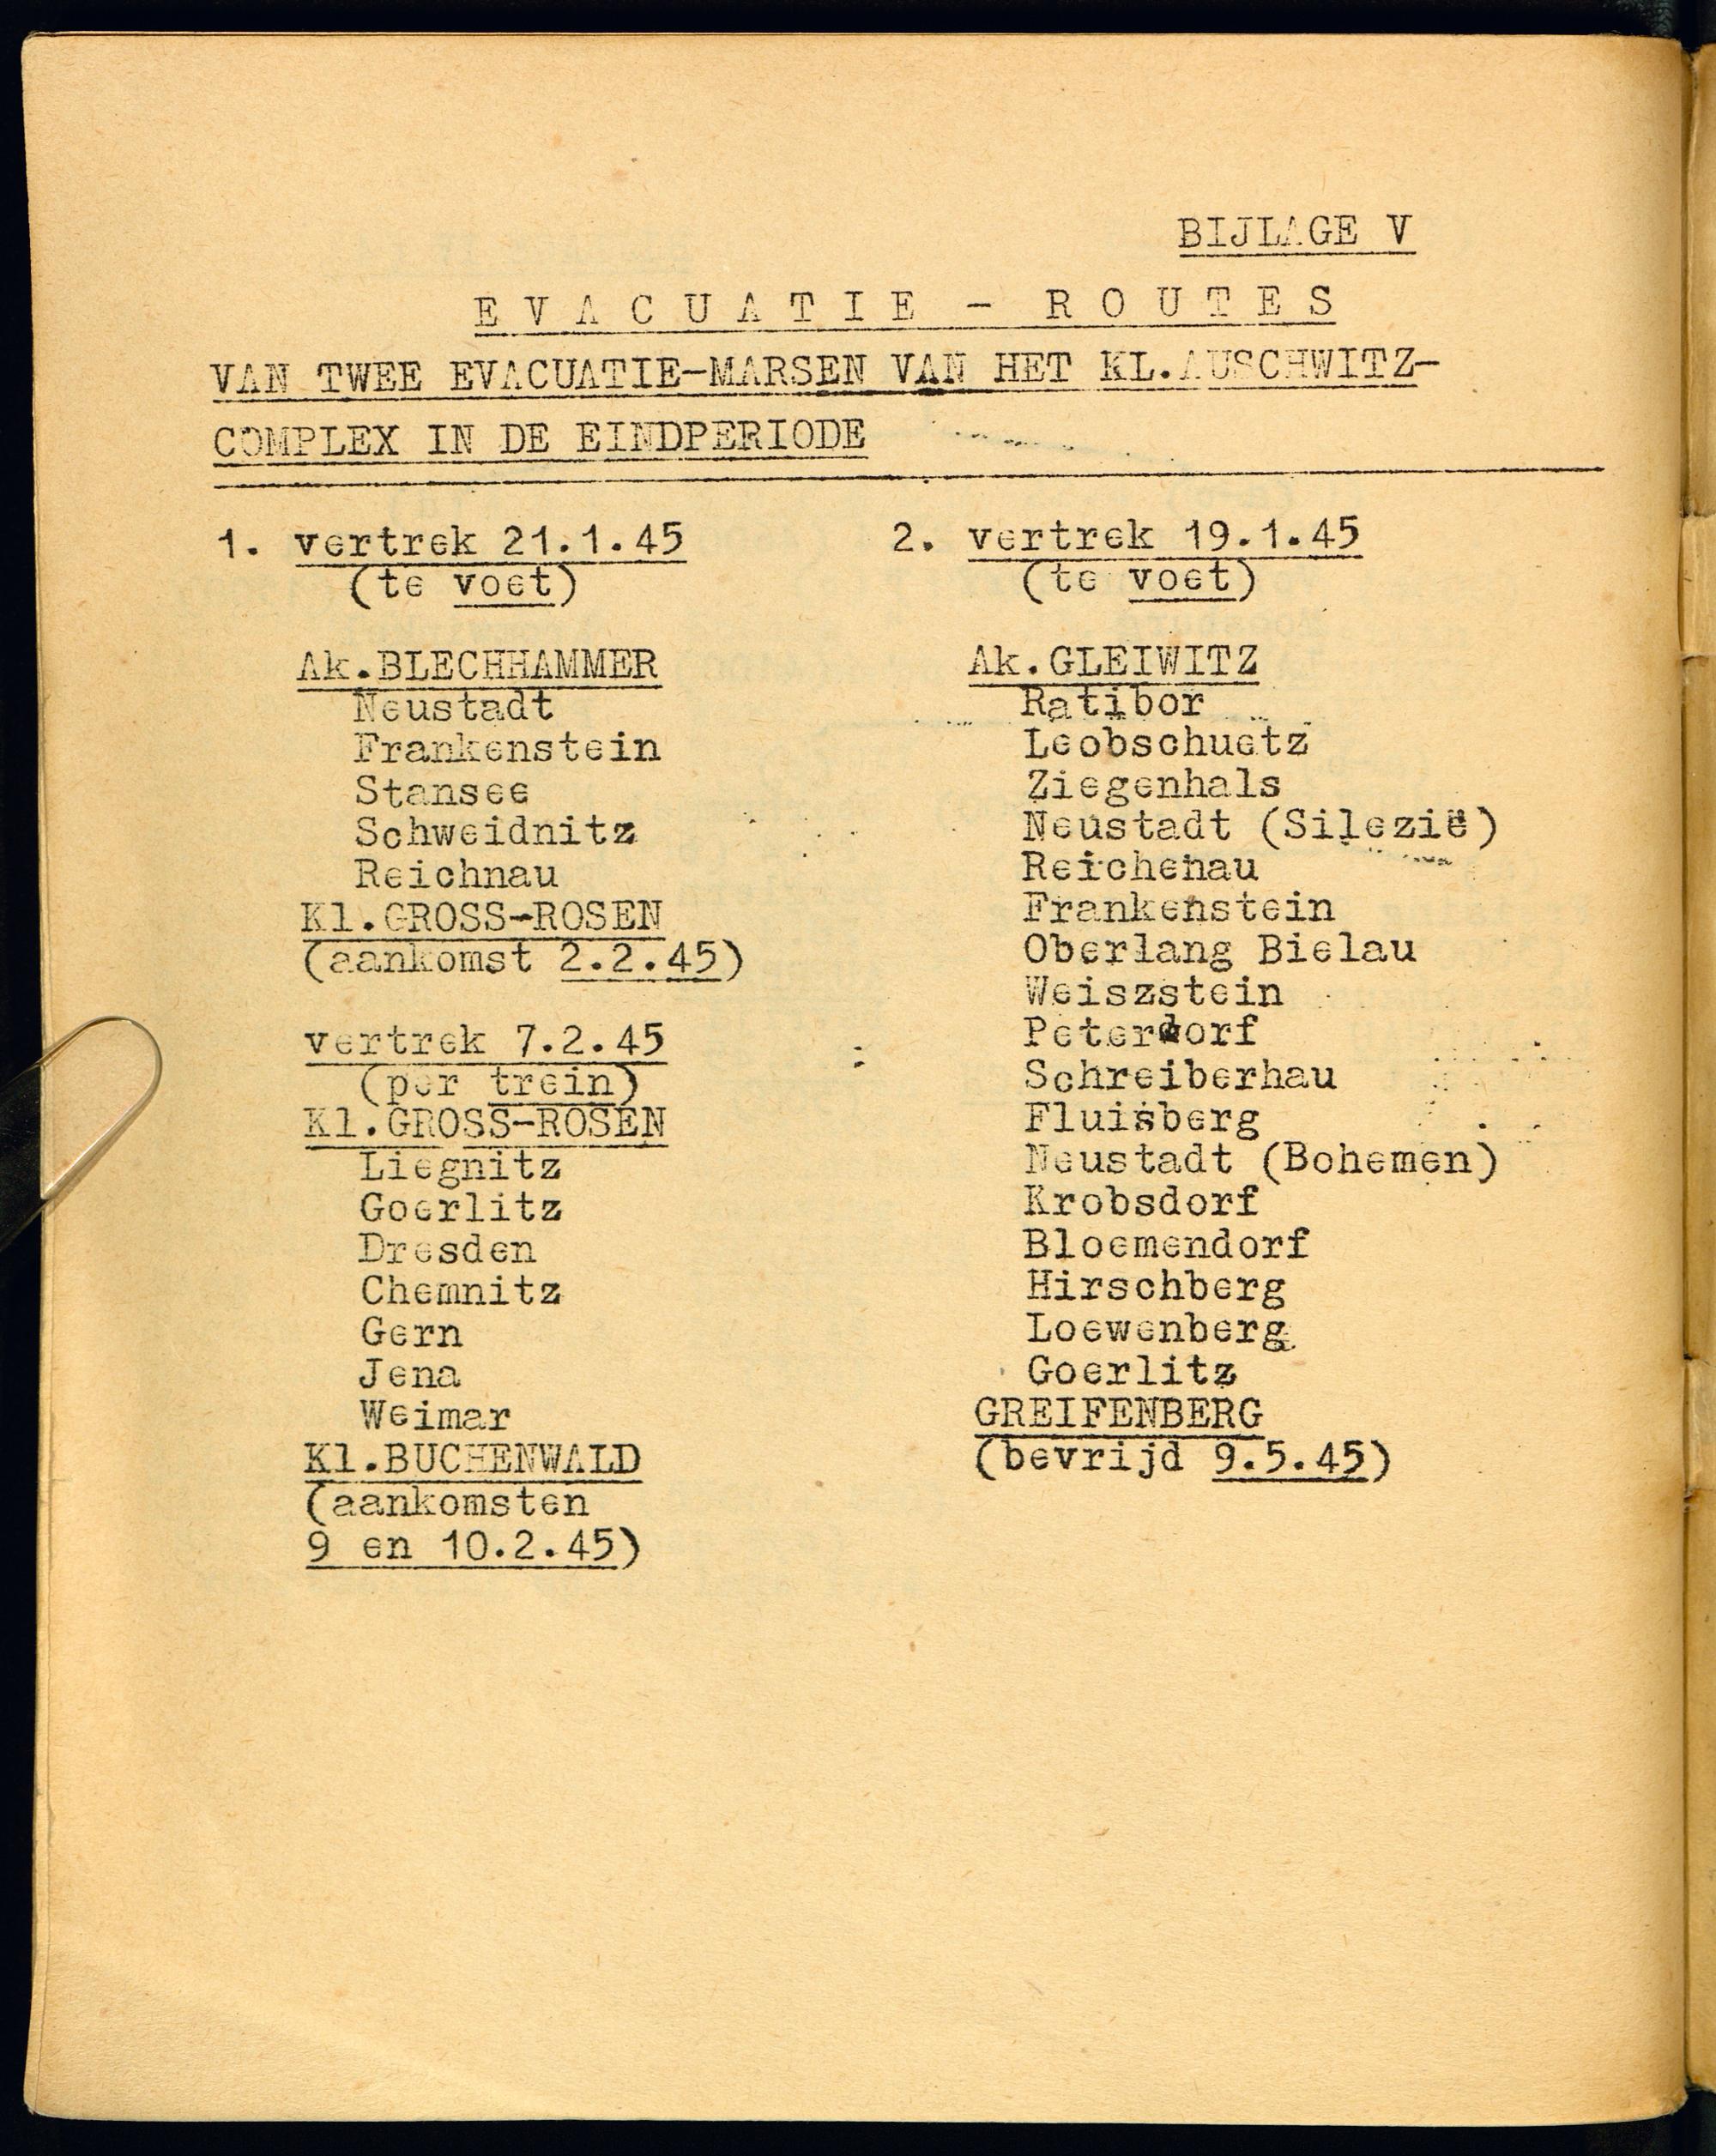 BIJLAGE V
EVACUATIE - ROUTES
VAN TWEE EVACUATIE-MARSEN VAN HET KL.AUSCHWITZ-
COMPLEX IN DE EINDPERIODE
1. vertrek 21.1.45
(te voet)
Ak.BLECHHAMMER
Neustadt
Frankenstein
Stansee
Schweidnitz
Reichnau
Kl.GROSS-ROSEN
(aankomst 2.2.45)
vertrek 7.2.45
(per trein)
Kl.GROSS-ROSEN
Liegnitz
Goerlitz
Dresden
Chemnitz
Gern
Jena
Weimar
Kl.BUCHENWALD
(aankomsten
9 en 10.2.45)
2. vertrek 19.1.45
(te voet)
Ak.GLEIWITZ
Ratibor
Leobschuetz
Ziegenhals
Neustadt (Silezië)
Reichenau
Frankenstein
Oberlang Bielau
Weiszstein
Peterdorf
Schreiberhau
Fluisberg
Neustadt (Bohemen)
Krobsdorf
Bloemendorf
Hirschberg
Loewenberg
Goerlitz
GREIFENBERG
(bevrijd 9.5.45)